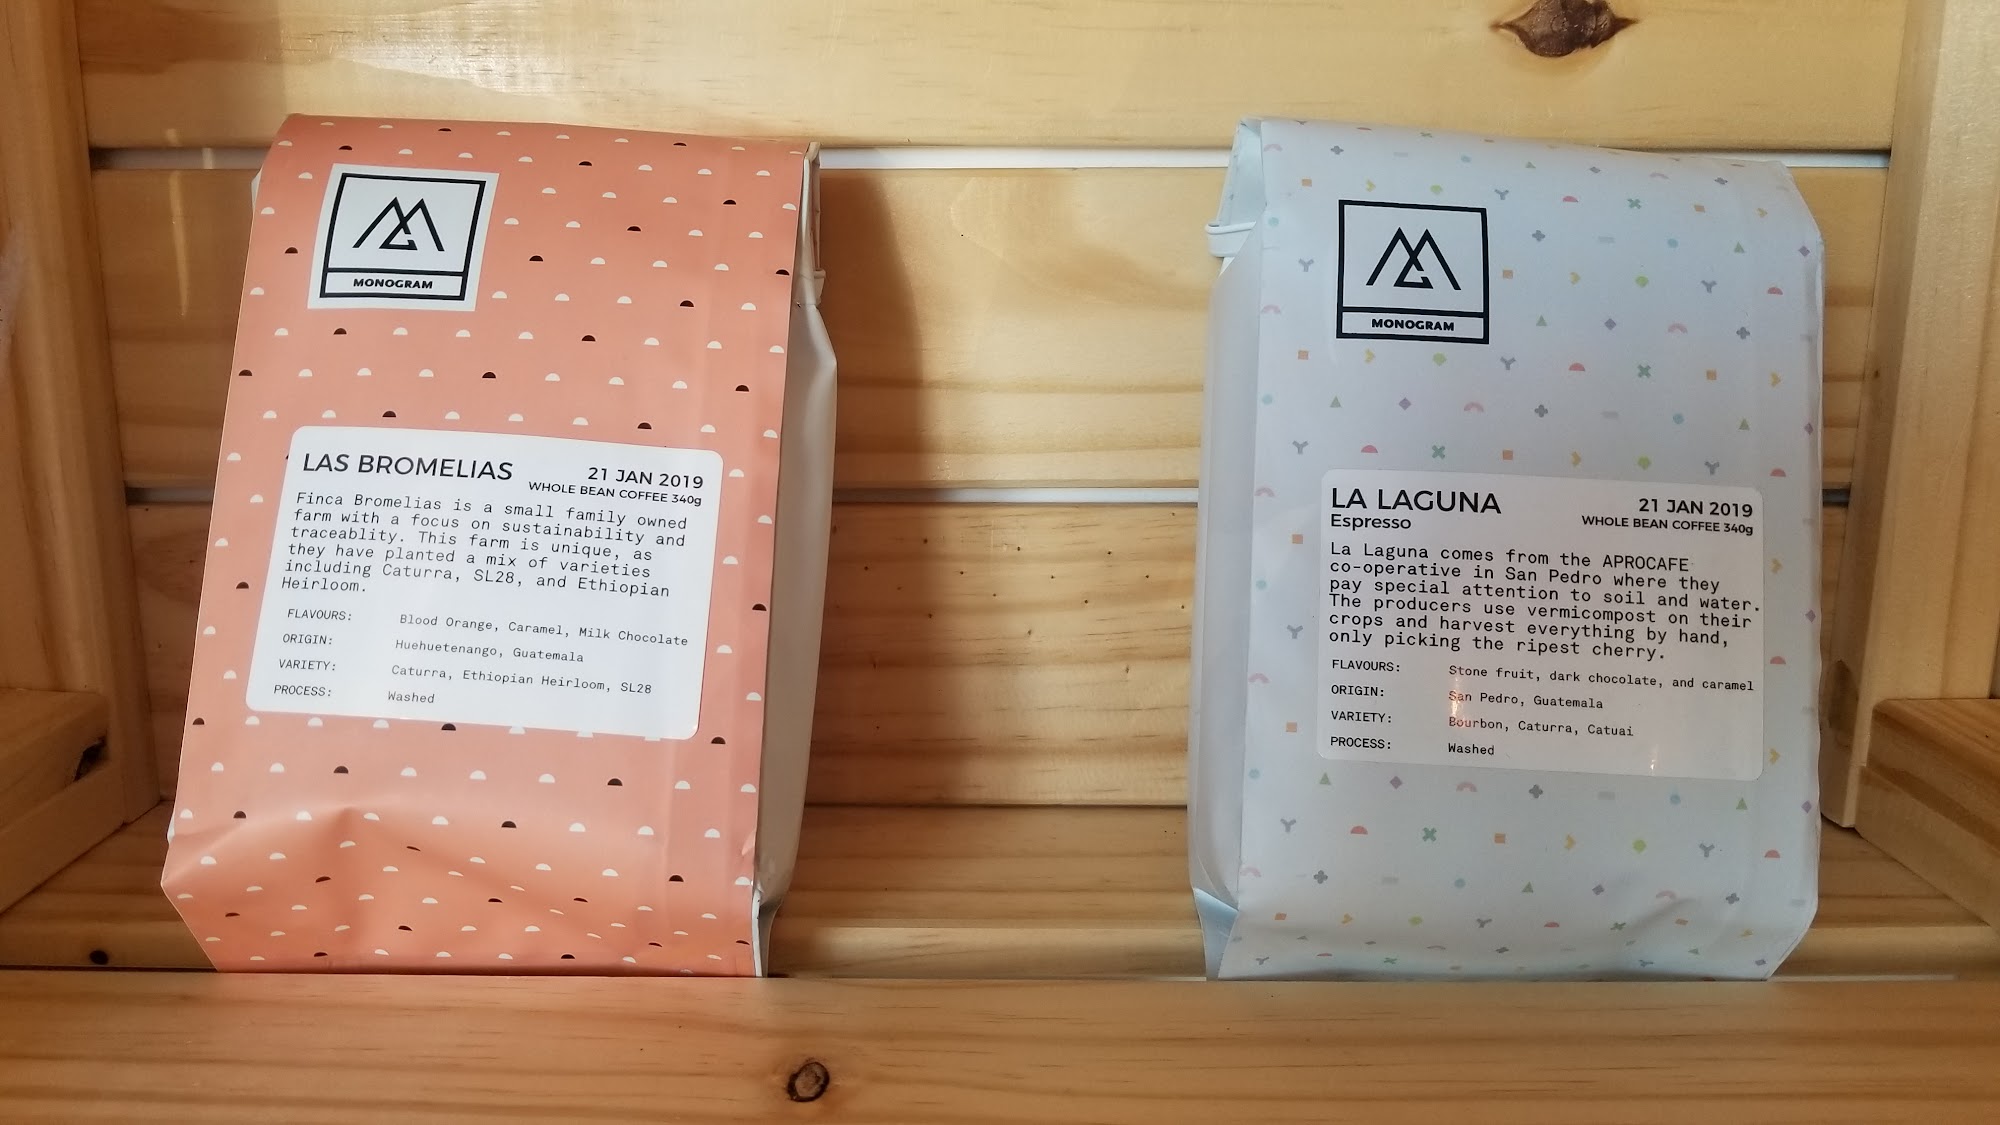 MONOGRAM
LAS BROMELIAS
21 JAN 2019
WHOLE BEAN COFFEE 340g
Finca Bromelias is a small family owned
farm with a focus on sustainability and
traceablity. This farm is unique, as
they have planted a mix of varieties
including Caturra, SL28, and Ethiopian
Heirloom.
FLAVOURS: Blood Orange, Caramel, Milk Chocolate
ORIGIN: Huehuetenango, Guatemala
VARIETY: Caturra, Ethiopian Heirloom, SL28
PROCESS: Washed
MONOGRAM
LA LAGUNA
Espresso
21 JAN 2019
WHOLE BEAN COFFEE 340g
La Laguna comes from the APROCAFE
co-operative in San Pedro where they
pay special attention to soil and water.
The producers use vermicompost on their
crops and harvest everything by hand,
only picking the ripest cherry.
FLAVOURS: Stone fruit, dark chocolate, and caramel
ORIGIN: San Pedro, Guatemala
VARIETY: Bourbon, Caturra, Catuai
PROCESS: Washed